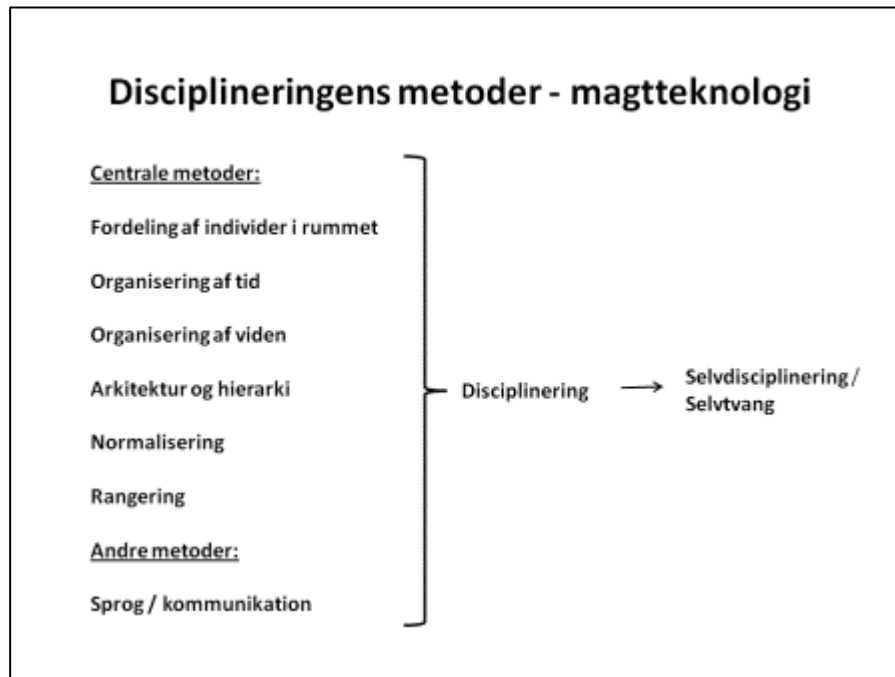 Disciplineringens metoder - magtteknologi
Centrale metoder:
Fordeling af individer i rummet
Organisering af tid
Organisering af viden
Arkitektur og hierarki
Normalisering
Rangering
Andre metoder:
Sprog / kommunikation
Disciplinering
Selvdisciplinering /
Selvtvang